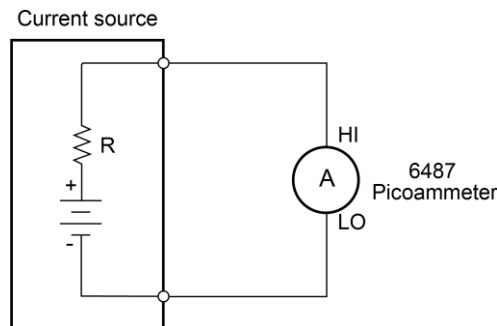 Current source
R
+
-
HI
A
LO
6487
Picoammeter